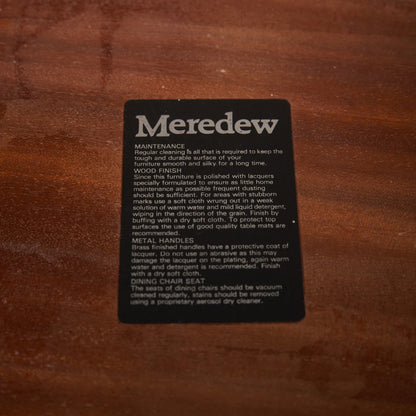 Meredew
MAINTENANCE
Regular cleaning is all that is required to keep the
tough and durable surface of your
furniture smooth and silky for a long time.
WOOD FINISH
Since this furniture is polished with lacquers
specially formulated to ensure as little home
maintenance as possible frequent dusting
should be sufficient. For areas with stubborn
marks use a soft cloth wrung out in a weak
solution of warm water and mild liquid detergent,
wiping in the direction of the grain. Finish by
buffing with a dry soft cloth. To protect top
surfaces the use of good quality table mats are
recommended.
METAL HANDLES
Brass finished handles have a protective coat of
lacquer. Do not use an abrasive as this may
damage the lacquer on the plating, again warm
water and detergent is recommended. Finish
with a dry soft cloth.
DINING CHAIR SEAT
The seats of dining chairs should be vacuum
cleaned regularly, stains should be removed
using a proprietary aerosol dry cleaner.